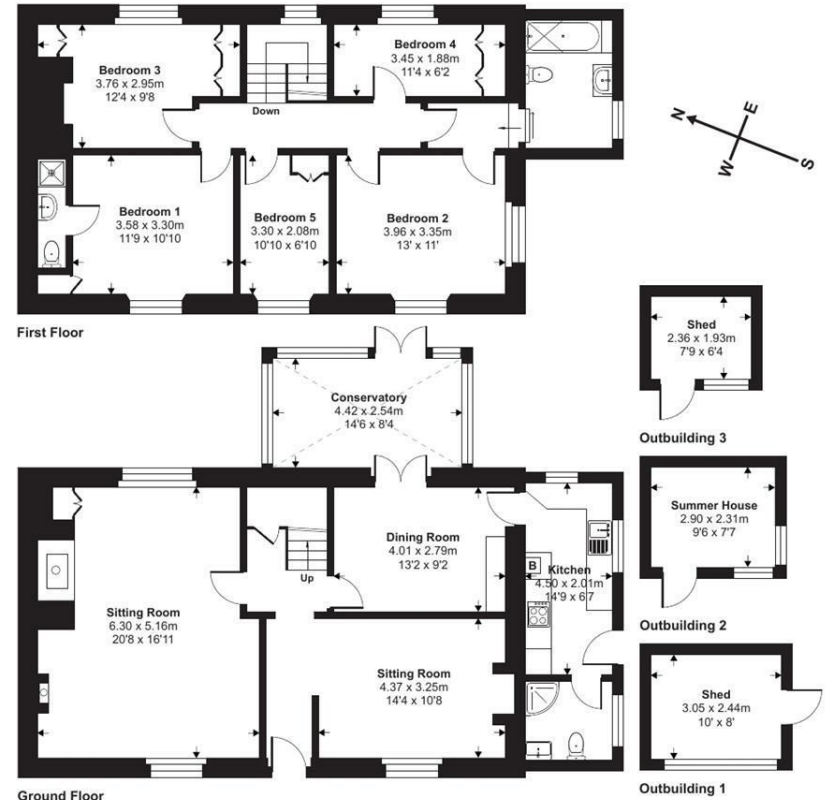 Bedroom 3
3.76 x 2.95m
12'4 x 9'8
Bedroom 4
3.45 x 1.88m
11'4 x 6'2
Down
N
E
W
S
Bedroom 1
3.58 x 3.30m
11'9 x 10'10
Bedroom 5
3.30 x 2.08m
10'10 x 6'10
Bedroom 2
3.96 x 3.35m
13' x 11'
First Floor
Shed
2.36 x 1.93m
7'9 x 6'4
Outbuilding 3
Conservatory
4.42 x 2.54m
14'6 x 8'4
Summer House
2.90 x 2.31m
9'6 x 7'7
Outbuilding 2
Dining Room
4.01 x 2.79m
13'2 x 9'2
Up
B
Kitchen
4.50 x 2.01m
14'9 x 6'7
Sitting Room
6.30 x 5.16m
20'8 x 16'11
Sitting Room
4.37 x 3.25m
14'4 x 10'8
Shed
3.05 x 2.44m
10' x 8'
Outbuilding 1
Ground Floor